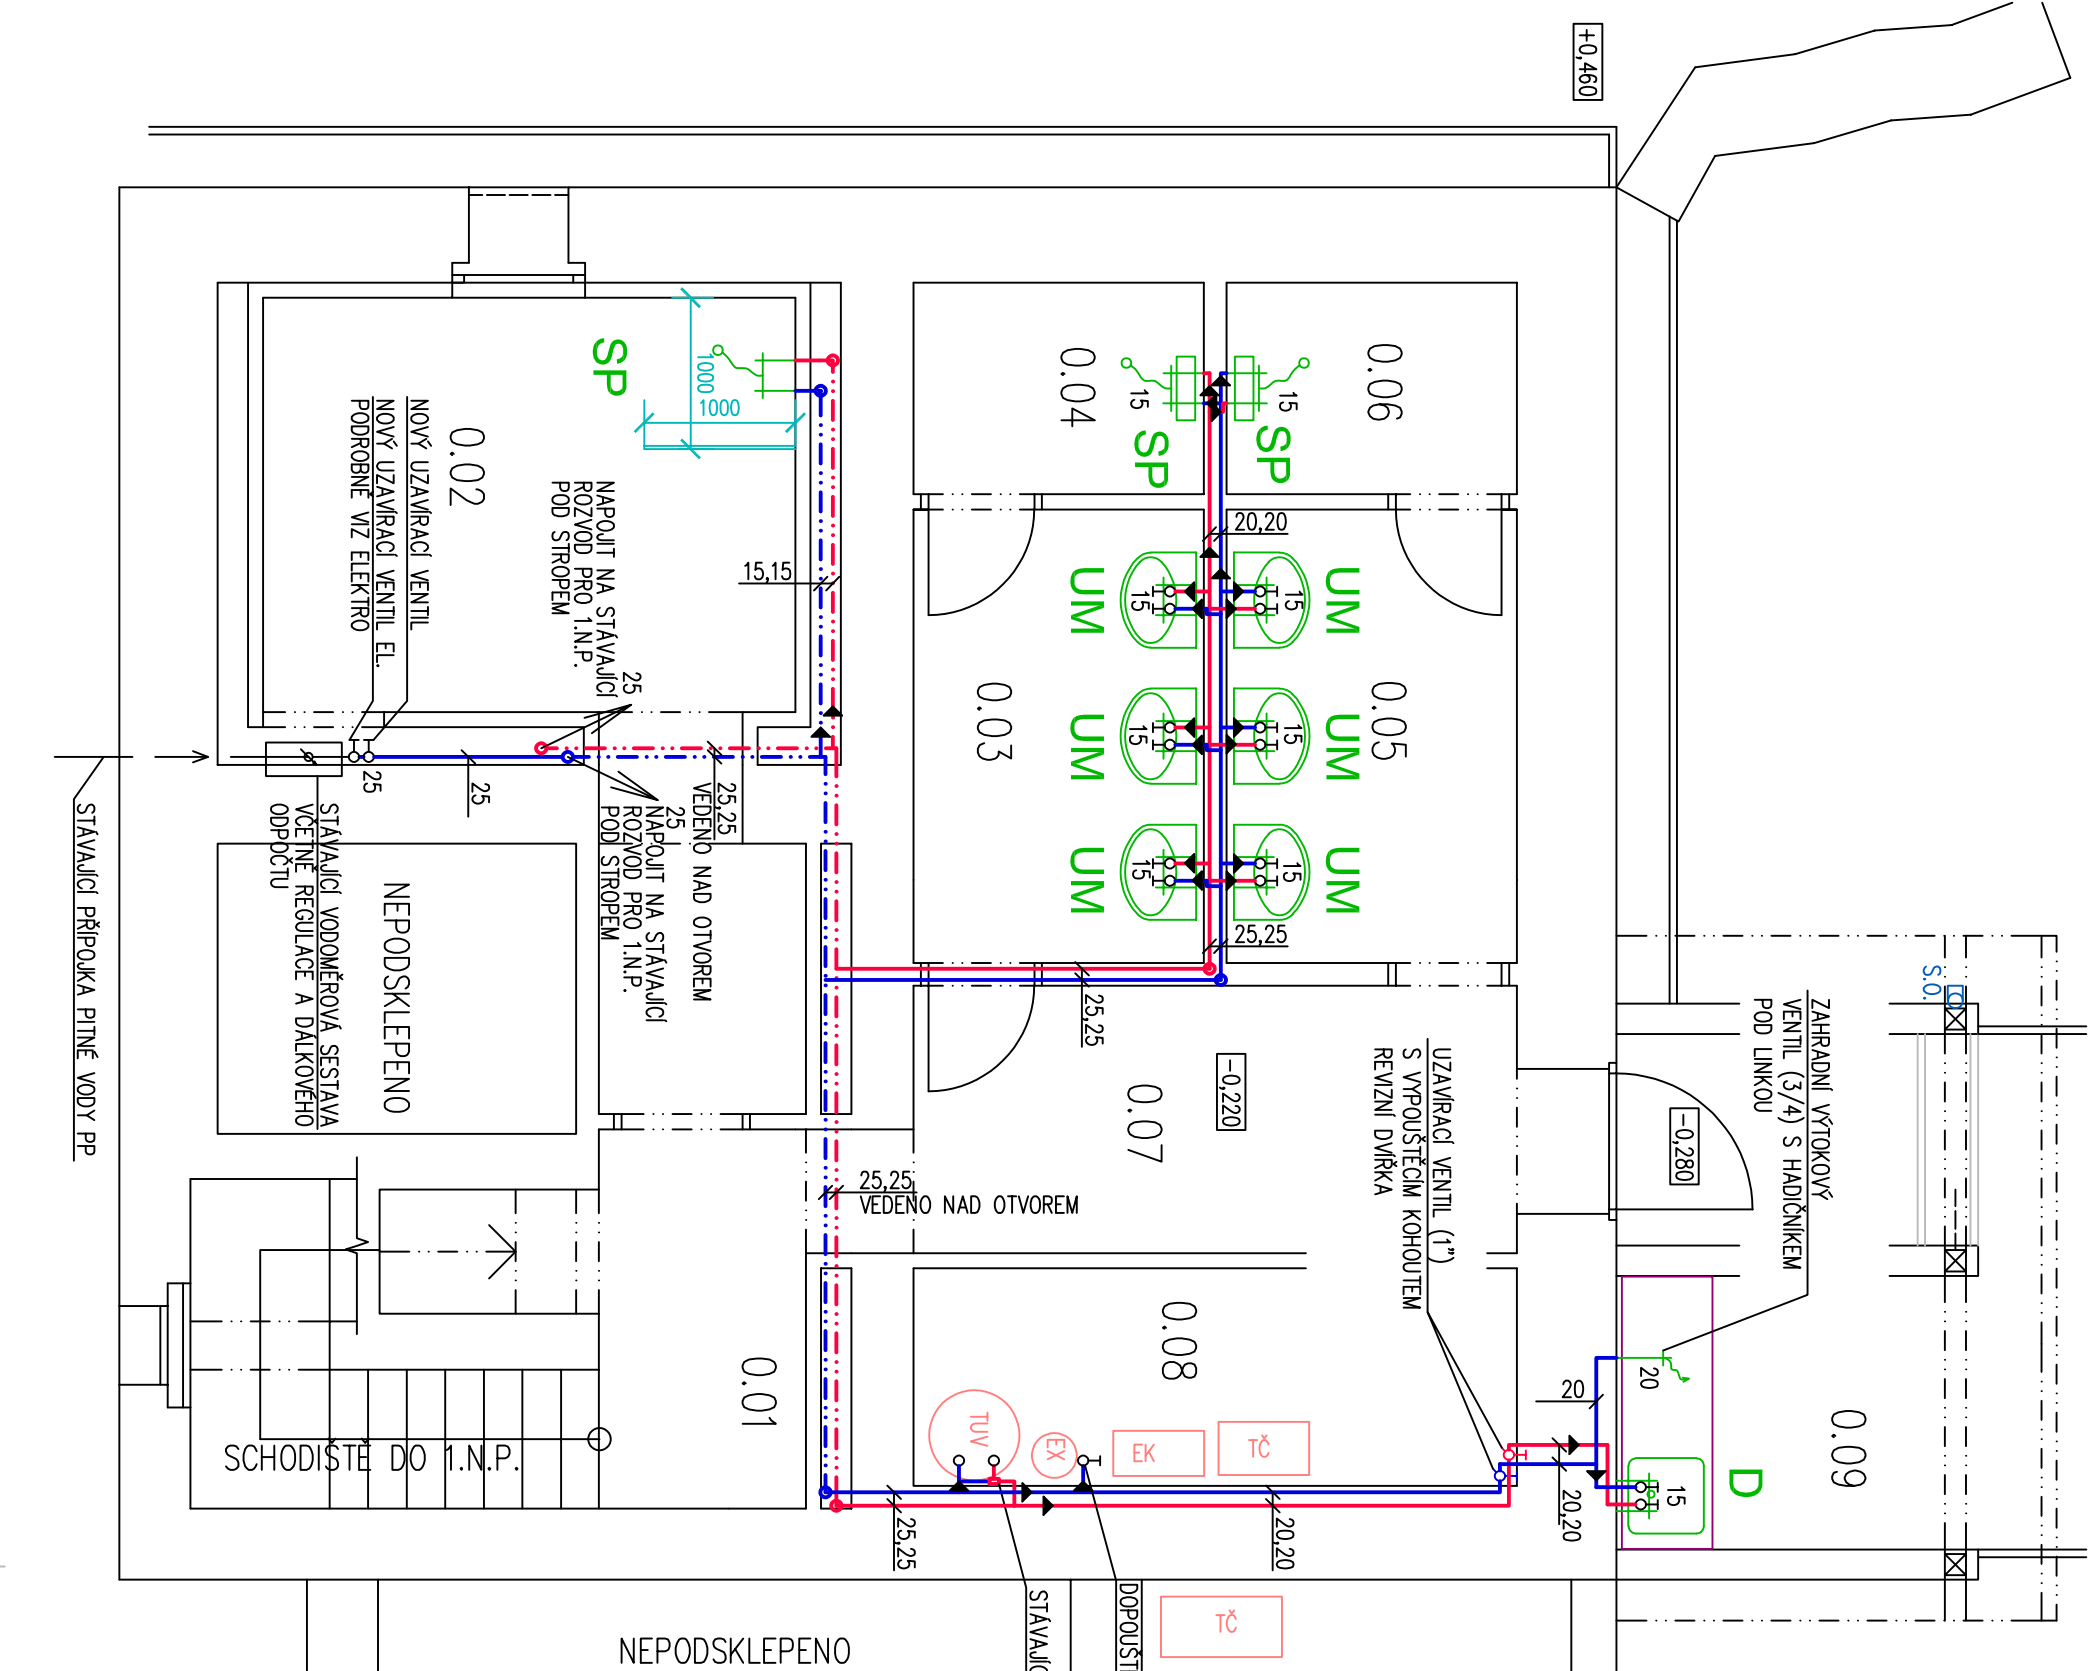 +0,460
SP
1000
1000
0.02
NOVÝ UZAVÍRACÍ VENTIL
NOVÝ UZAVÍRACÍ VENTIL EL.
PODROBNĚ VIZ ELEKTRO
NAPOJIT NA STÁVAJÍCÍ
ROZVOD PRO 1.N.P.
POD STROPEM
25
15,15
0.04
15
SP
0.06
15
SP
20,20
UM
15
15
UM
0.03
UM
15
15
UM
0.05
UM
15
15
UM
25,25
25
25
25,25
VEDENO NAD OTVOREM
25
NAPOJIT NA STÁVAJÍCÍ
ROZVOD PRO 1.N.P.
POD STROPEM
STÁVAJÍCÍ PŘÍPOJKA PITNÉ VODY PP
STÁVAJÍCÍ VODOMĚROVÁ SESTAVA
VČETNĚ REGULACE A DÁLKOVÉHO
ODPOČTU
NEPODSKLEPENO
25,25
-0,220
0.07
UZAVÍRACÍ VENTIL (1")
S VYPOUŠTĚCÍM KOHOUTEM
REVIZNÍ DVÍŘKA
-0,280
ZAHRADNÍ VÝTOKOVÝ
VENTIL (3/4) S HADIČNÍKEM
POD LINKOU
S.O.
25,25
VEDENO NAD OTVOREM
0.08
0.01
SCHODIŠTĚ DO 1.N.P.
TUV
EX
EK
TČ
20
20
0.09
D
15
20,20
25,25
20,20
TČ
NEPODSKLEPENO